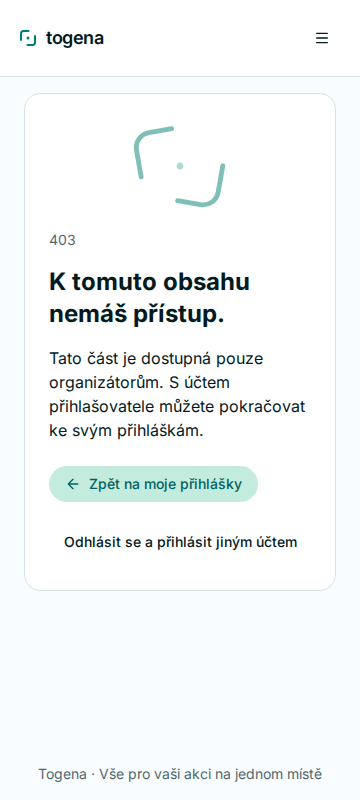 togena
403
K tomuto obsahu
nemáš přístup.
Tato část je dostupná pouze
organizátorům. S účtem
přihlašovatele můžete pokračovat
ke svým přihláškám.
Zpět na moje přihlášky
Odhlásit se a přihlásit jiným účtem
Togena · Vše pro vaši akci na jednom místě